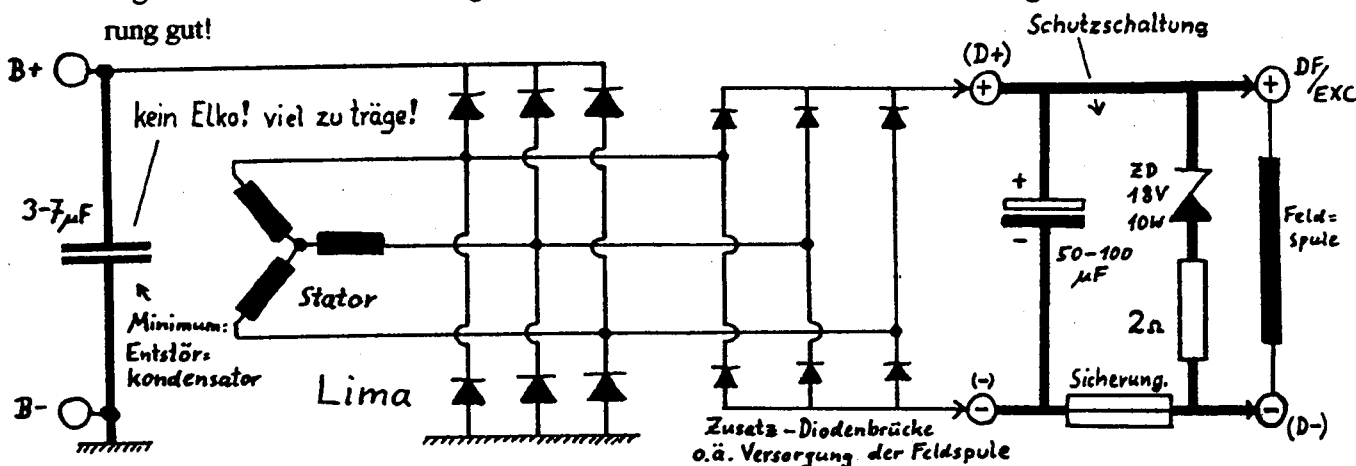 rung gut!
Schutzschaltung
B+
(D+)
+
+
DF/
EXC
kein Elko! viel zu träge!
3-7µF
Stator
+
-
50-100
µF
ZD
18V
10W
Feld=
spule
2Ω
Minimum:
Entstör=
kondensator
Lima
B-
(-)
-
Sicherung.
-
(D-)
Zusatz-Diodenbrücke
o.ä. Versorgung der Feldspule